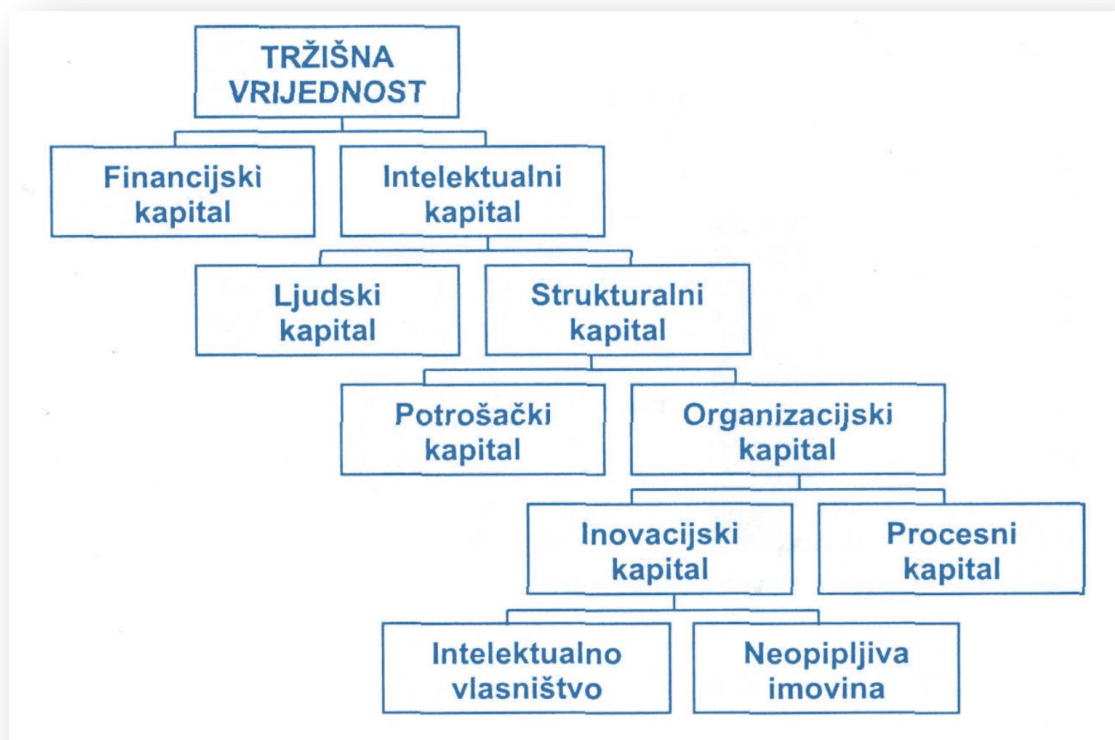 TRŽIŠNA
VRIJEDNOST
Financijski
kapital
Intelektualni
kapital
Ljudski
kapital
Strukturalni
kapital
Potrošački
kapital
Organizacijski
kapital
Inovacijski
kapital
Procesni
kapital
Intelektualno
vlasništvo
Neopipljiva
imovina